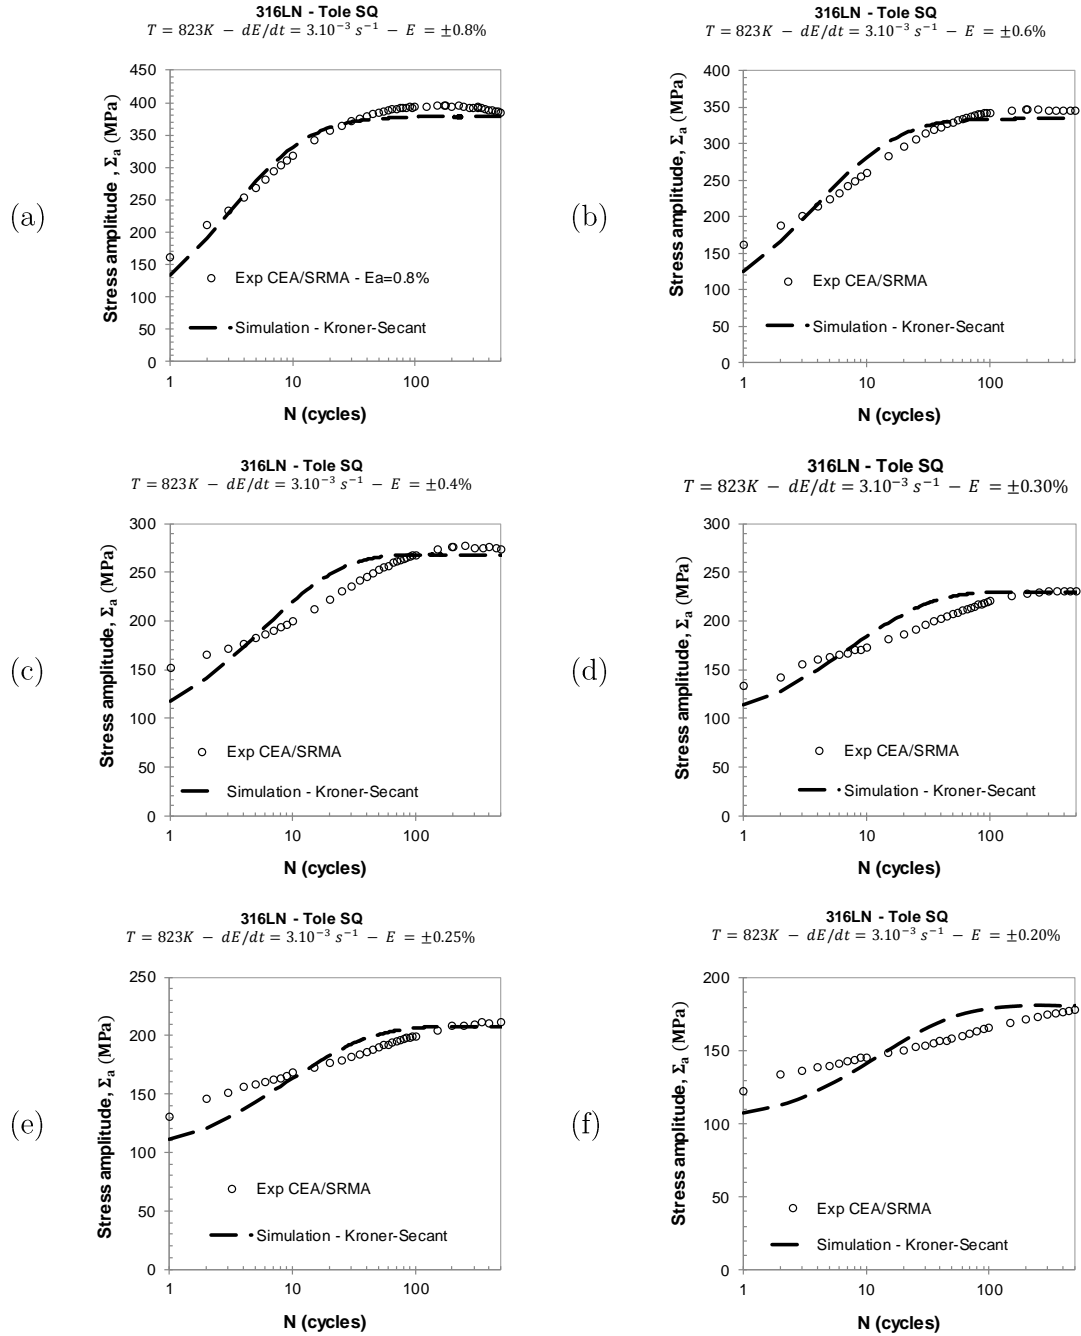 316LN - Tole SQ
T = 823K − dE/dt = 3.10⁻³ s⁻¹ − E = ±0.8%
450
400
350
300
250
200
150
100
50
0
Stress amplitude , Σa (MPa)
(a)
Exp CEA/SRMA - Ea=0.8%
Simulation - Kroner-Secant
1
10
100
N (cycles)
316LN - Tole SQ
T = 823K − dE/dt = 3.10⁻³ s⁻¹ − E = ±0.6%
400
350
300
250
200
150
100
50
0
Stress amplitude, Σa (MPa)
(b)
Exp CEA/SRMA
Simulation - Kroner-Secant
1
10
100
N (cycles)
316LN - Tole SQ
T = 823K − dE/dt = 3.10⁻³ s⁻¹ − E = ±0.4%
300
250
200
150
100
50
0
Stress amplitude, Σa (MPa)
(c)
Exp CEA/SRMA
Simulation - Kroner-Secant
1
10
100
N (cycles)
316LN - Tole SQ
T = 823K − dE/dt = 3.10⁻³ s⁻¹ − E = ±0.30%
300
250
200
150
100
50
0
Stress amplitude, Σa (MPa)
(d)
Exp CEA/SRMA
Simulation - Kroner-Secant
1
10
100
N (cycles)
316LN - Tole SQ
T = 823K − dE/dt = 3.10⁻³ s⁻¹ − E = ±0.25%
250
200
150
100
50
0
Stress amplitude, Σa (MPa)
(e)
Exp CEA/SRMA
Simulation - Kroner-Secant
1
10
100
N (cycles)
316LN - Tole SQ
T = 823K − dE/dt = 3.10⁻³ s⁻¹ − E = ±0.20%
200
150
100
50
0
Stress amplitude, Σa (MPa)
(f)
Exp CEA/SRMA
Simulation - Kroner-Secant
1
10
100
N (cycles)